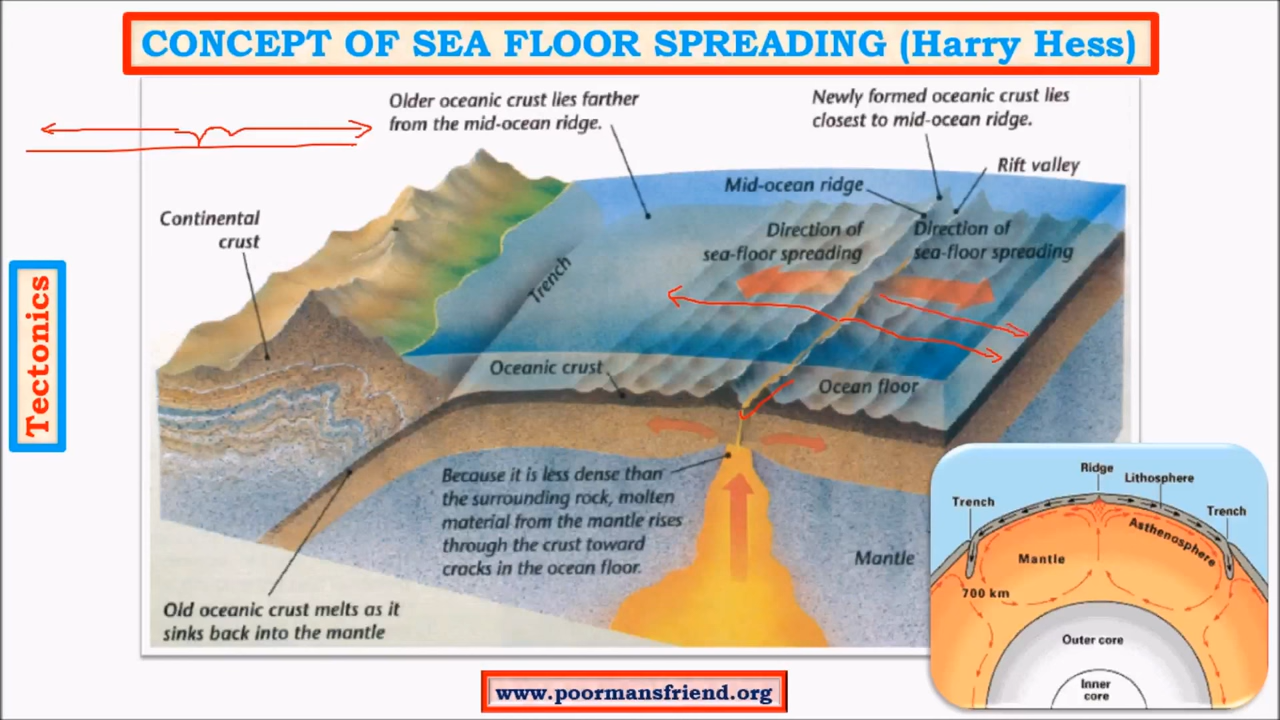 CONCEPT OF SEA FLOOR SPREADING (Harry Hess)
Older oceanic crust lies farther
from the mid-ocean ridge.
Newly formed oceanic crust lies
closest to mid-ocean ridge.
Rift valley
Mid-ocean ridge
Continental
crust
Direction of
sea-floor spreading
Direction of
sea-floor spreading
Trench
Tectonics
Oceanic crust
Ocean floor
Because it is less dense than
the surrounding rock, molten
material from the mantle rises
through the crust toward
cracks in the ocean floor.
Mantle
Old oceanic crust melts as it
sinks back into the mantle
Ridge
Lithosphere
Trench
Trench
Asthenosphere
Mantle
700 km
Outer core
Inner
core
www.poormansfriend.org